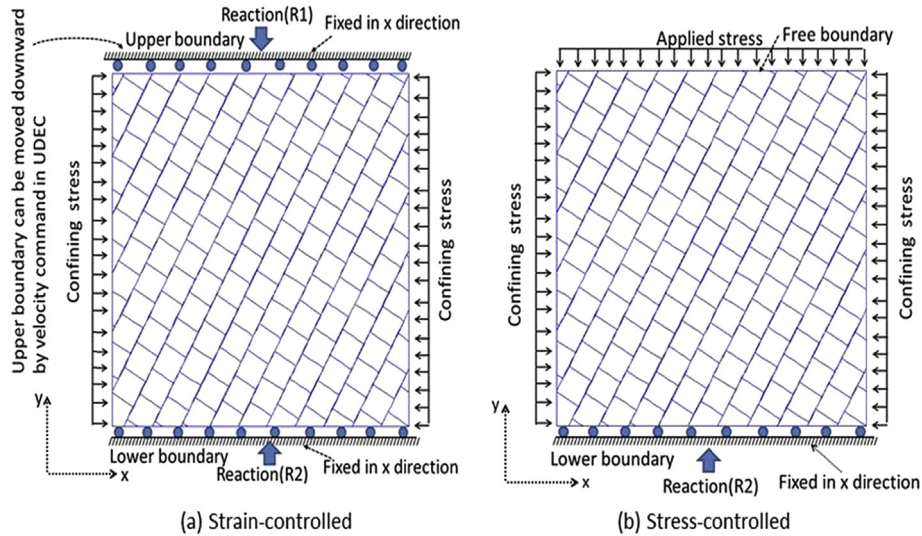 Reaction(R1)
Upper boundary
Fixed in x direction
Upper boundary can be moved downward
by velocity command in UDEC
Confining stress
Confining stress
y
x
Lower boundary
Reaction(R2)
Fixed in x direction
(a) Strain-controlled
Applied stress
Free boundary
Confining stress
Confining stress
y
x
Lower boundary
Reaction(R2)
Fixed in x direction
(b) Stress-controlled